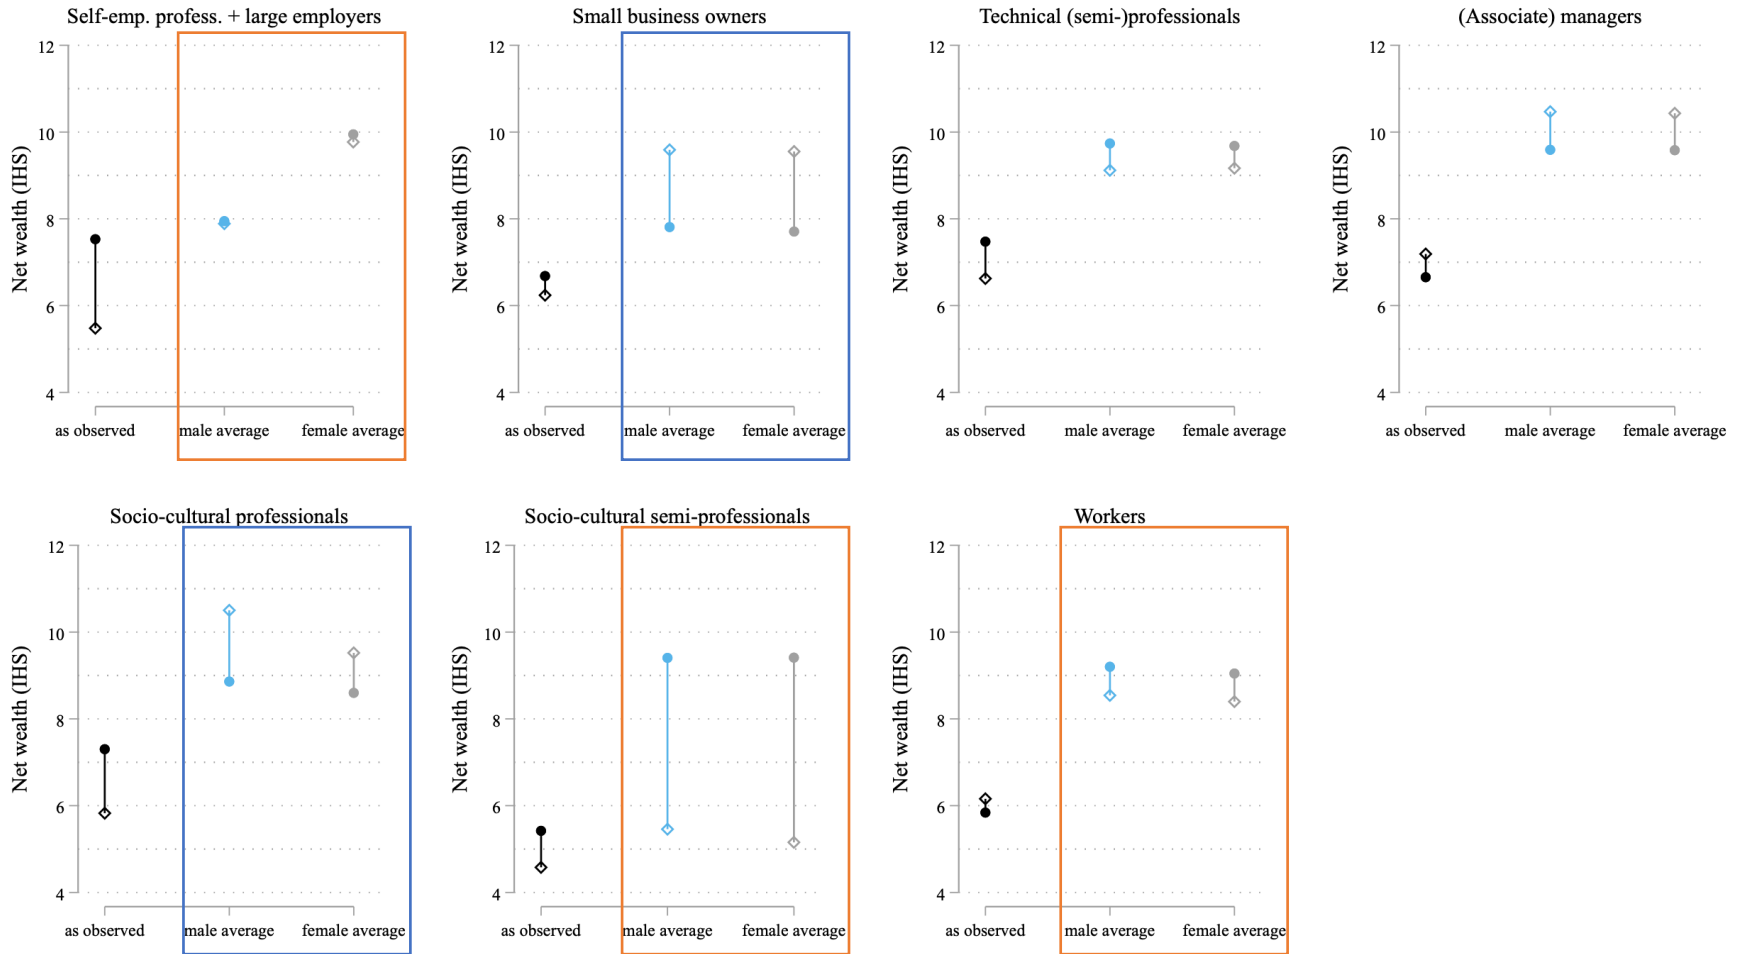 Self-emp. profess. + large employers
12
10
8
6
4
Net wealth (IHS)
as observed
male average
female average
Small business owners
12
10
8
6
4
Net wealth (IHS)
as observed
male average
female average
Technical (semi-)professionals
12
10
8
6
4
Net wealth (IHS)
as observed
male average
female average
(Associate) managers
12
10
8
6
4
Net wealth (IHS)
as observed
male average
female average
Socio-cultural professionals
12
10
8
6
4
Net wealth (IHS)
as observed
male average
female average
Socio-cultural semi-professionals
12
10
8
6
4
Net wealth (IHS)
as observed
male average
female average
Workers
12
10
8
6
4
Net wealth (IHS)
as observed
male average
female average